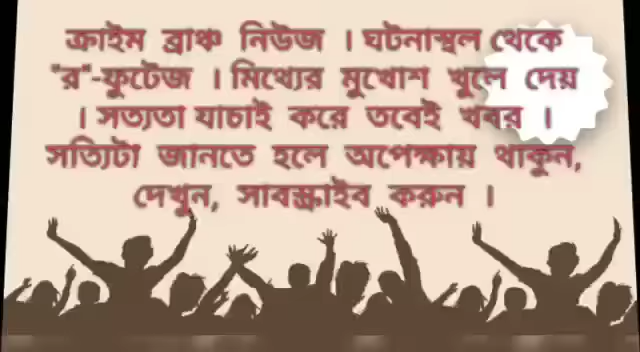 ক্রাইম ব্রাঞ্চ নিউজ । ঘটনাস্থল থেকে
"র"-ফুটেজ । মিথ্যের মুখোশ খুলে দেয়
। সত্যতা যাচাই করে তবেই খবর ।
সত্যিটা জানতে হলে অপেক্ষায় থাকুন,
দেখুন, সাবস্ক্রাইব করুন ।